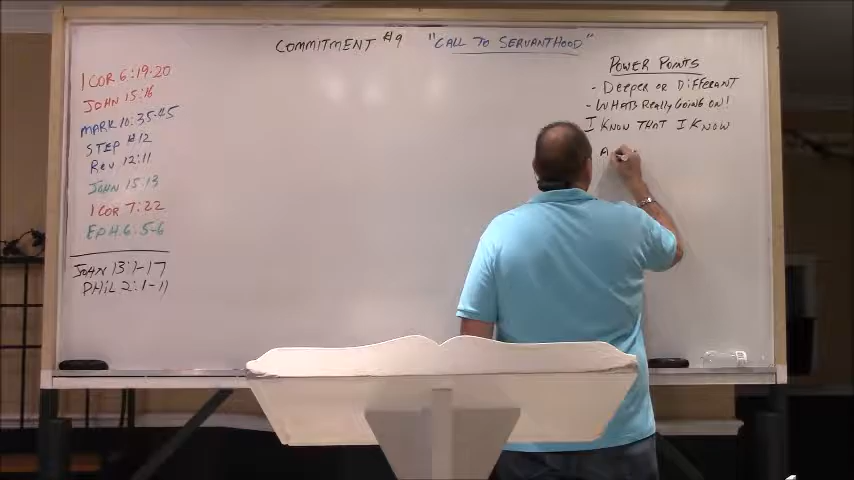 COMMITMENT #9 "CALL TO SERVANTHOOD"
1 COR 6:19-20
JOHN 15:16
MARK 10:35-45
STEP #12
REV 12:11
JOHN 15:13
1 COR 7:22
EPH. 6:5-6
JOHN 13:1-17
PHIL 2:1-11
POWER POINTS
- DEEPER OR DIFFERENT
- WHATS REALLY GOING ON!
I KNOW THAT I KNOW
A